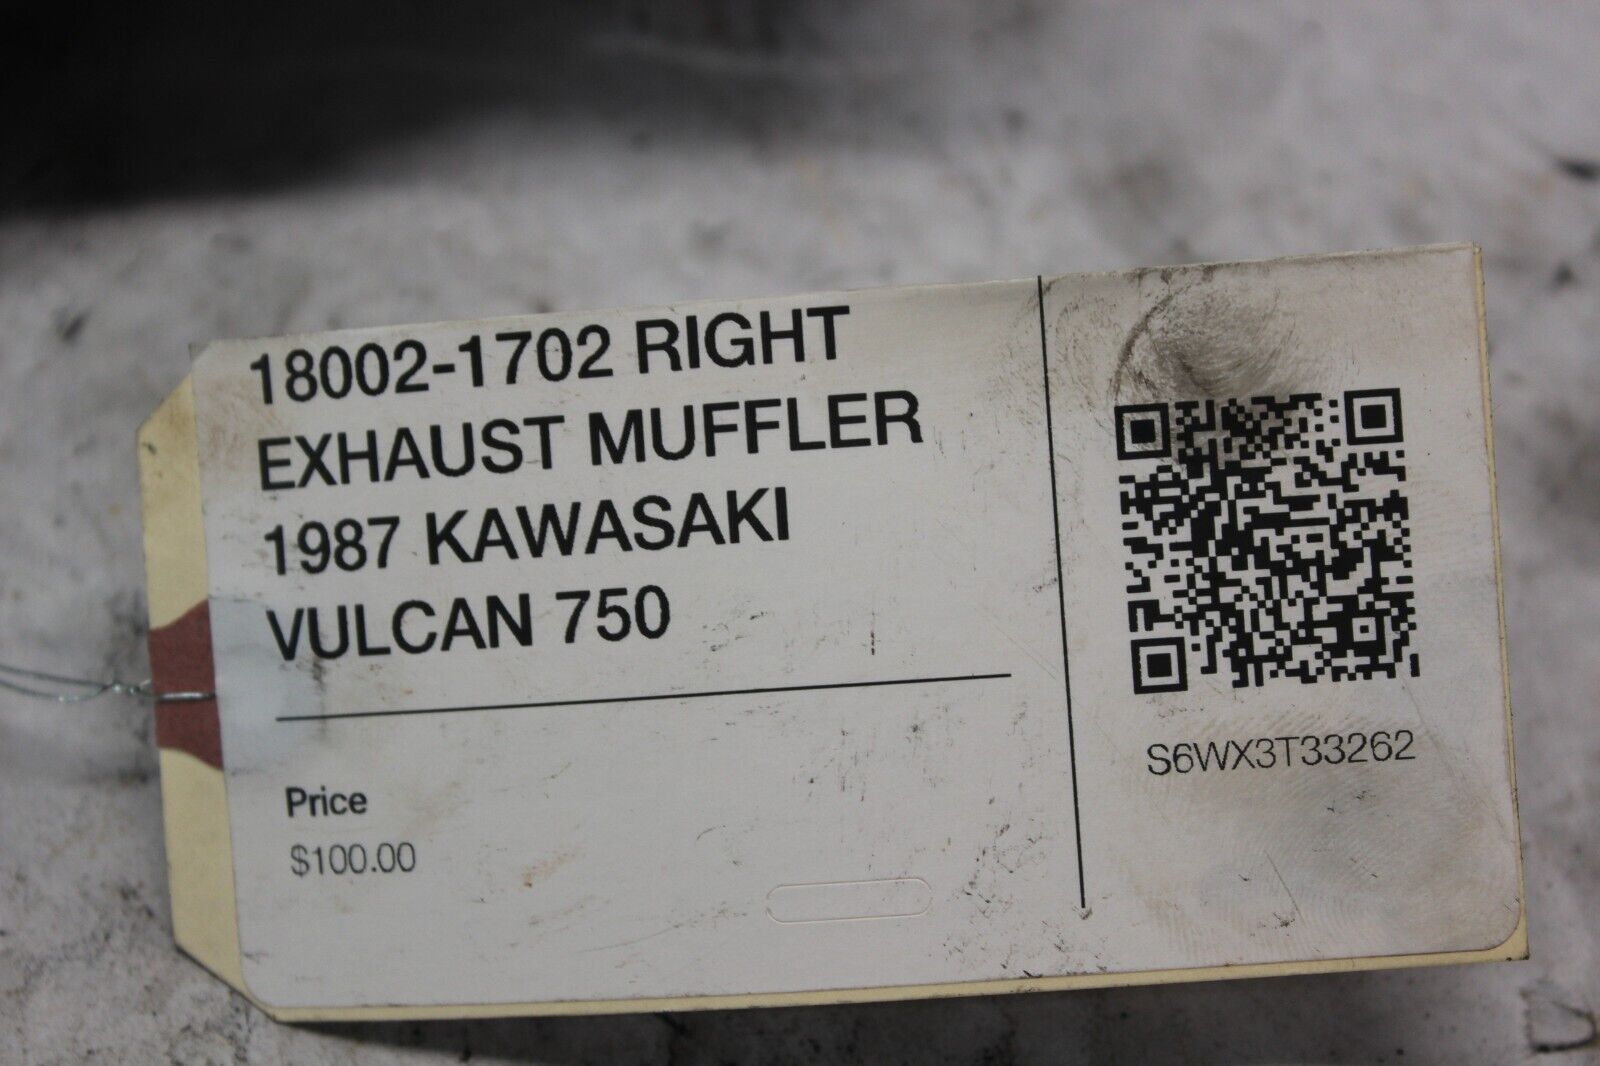 18002-1702 RIGHT
EXHAUST MUFFLER
1987 KAWASAKI
VULCAN 750
Price
$100.00
S6WX3T33262